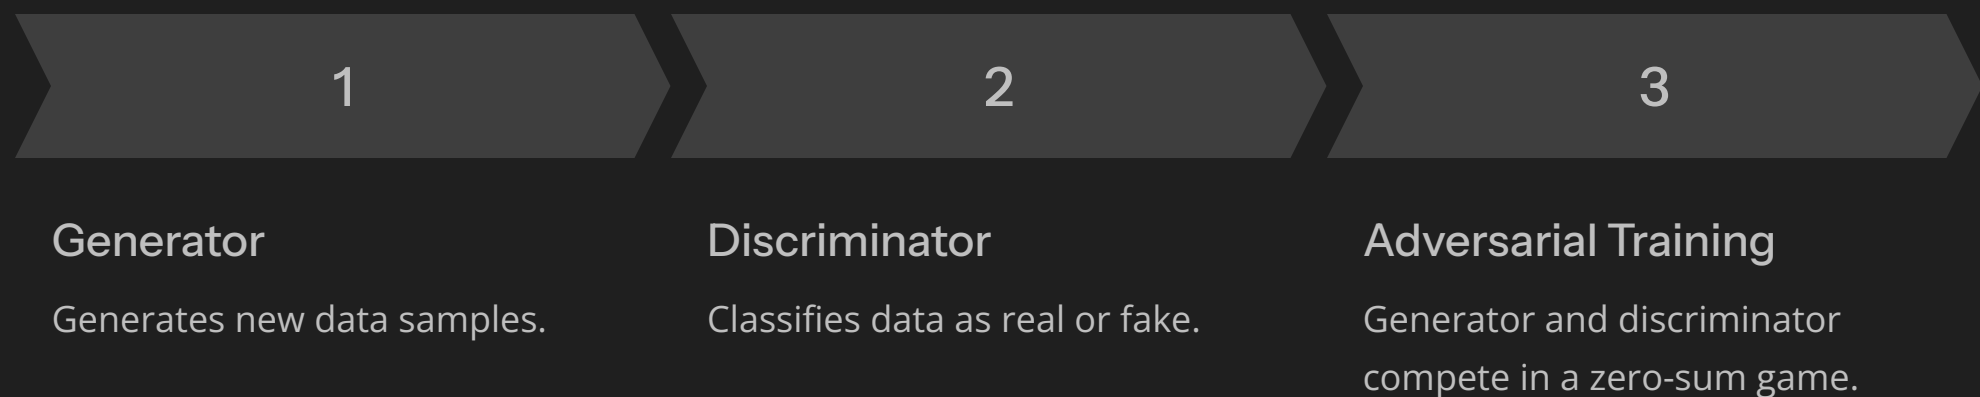 1
2
3
Generator
Generates new data samples.
Discriminator
Classifies data as real or fake.
Adversarial Training
Generator and discriminator
compete in a zero-sum game.